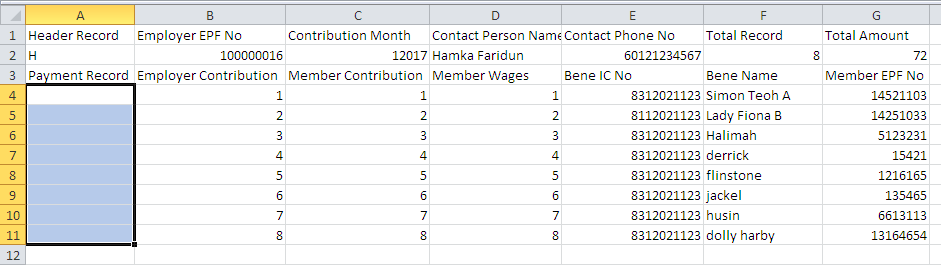 A B C D E F G
1 Header Record Employer EPF No Contribution Month Contact Person Name Contact Phone No Total Record Total Amount
2 H 100000016 12017 Hamka Faridun 60121234567 8 72
3 Payment Record Employer Contribution Member Contribution Member Wages Bene IC No Bene Name Member EPF No
4 1 1 1 8312021123 Simon Teoh A 14521103
5 2 2 2 8112021123 Lady Fiona B 14251033
6 3 3 3 8312021123 Halimah 5123231
7 4 4 4 8312021123 derrick 15421
8 5 5 5 8312021123 flinstone 1216165
9 6 6 6 8312021123 jackel 135465
10 7 7 7 8312021123 husin 6613113
11 8 8 8 8312021123 dolly harby 13164654
12